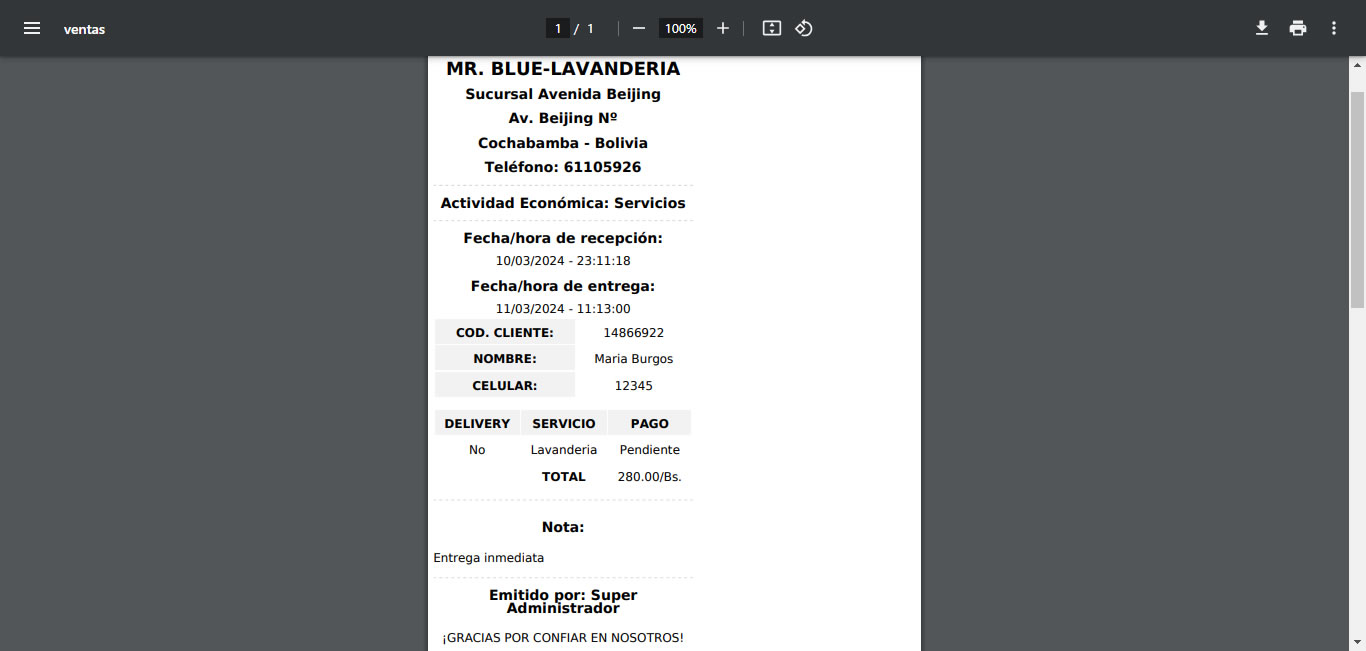 ventas
1 / 1
100%
MR. BLUE-LAVANDERIA
Sucursal Avenida Beijing
Av. Beijing Nº
Cochabamba - Bolivia
Teléfono: 61105926
Actividad Económica: Servicios
Fecha/hora de recepción:
10/03/2024 - 23:11:18
Fecha/hora de entrega:
11/03/2024 - 11:13:00
COD. CLIENTE: 14866922
NOMBRE: Maria Burgos
CELULAR: 12345
DELIVERY SERVICIO PAGO
No Lavanderia Pendiente
TOTAL 280.00/Bs.
Nota:
Entrega inmediata
Emitido por: Super
Administrador
¡GRACIAS POR CONFIAR EN NOSOTROS!